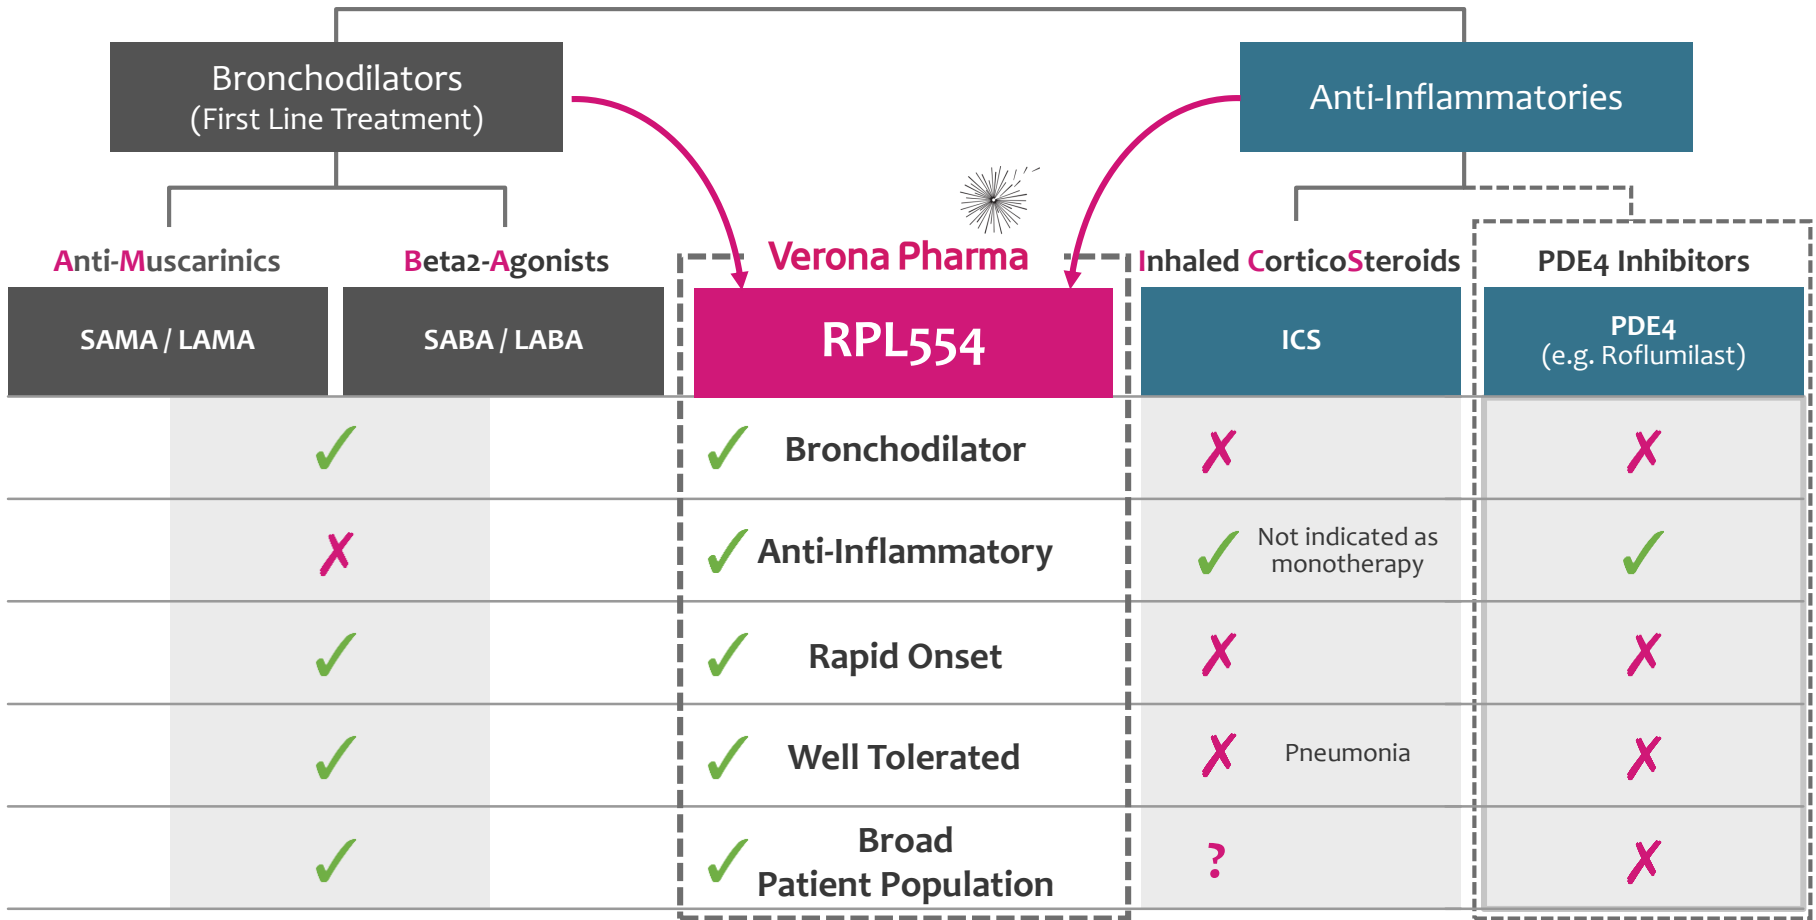 Bronchodilators
(First Line Treatment)
Anti-Inflammatories
Anti-Muscarinics
Beta2-Agonists
Verona Pharma
Inhaled CorticoSteroids
PDE4 Inhibitors
SAMA / LAMA
SABA / LABA
RPL554
ICS
PDE4
(e.g. Roflumilast)
✓
✓ Bronchodilator
✗
✗
✗
✓ Anti-Inflammatory
✓ Not indicated as
monotherapy
✓
✓
✓ Rapid Onset
✗
✗
✓
✓ Well Tolerated
✗ Pneumonia
✗
✓
✓ Broad
Patient Population
?
✗